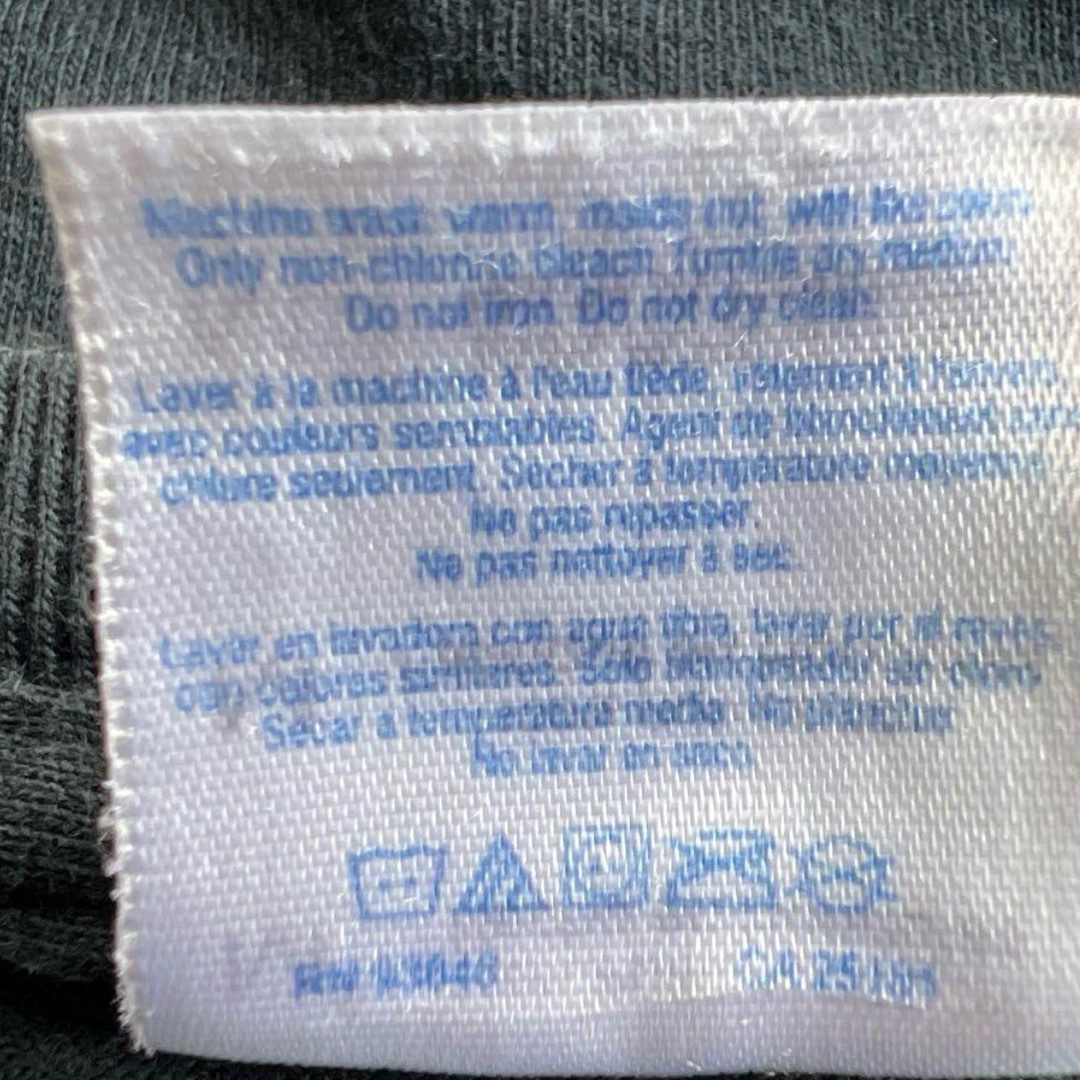 Machine wash warm, inside out, with like colors.
Only non-chlorine bleach. Tumble dry medium.
Do not iron. Do not dry clean.
Laver à la machine à l'eau tiède, vêtement à l'envers,
avec couleurs semblables. Agent de blanchiment sans
chlore seulement. Sécher à température moyenne.
Ne pas repasser.
Ne pas nettoyer à sec.
Lavar en lavadora con agua tibia, lavar por el revés,
con colores similares. Solo blanqueador sin cloro.
Secar a temperatura media. No planchar.
No lavar en seco.
CA